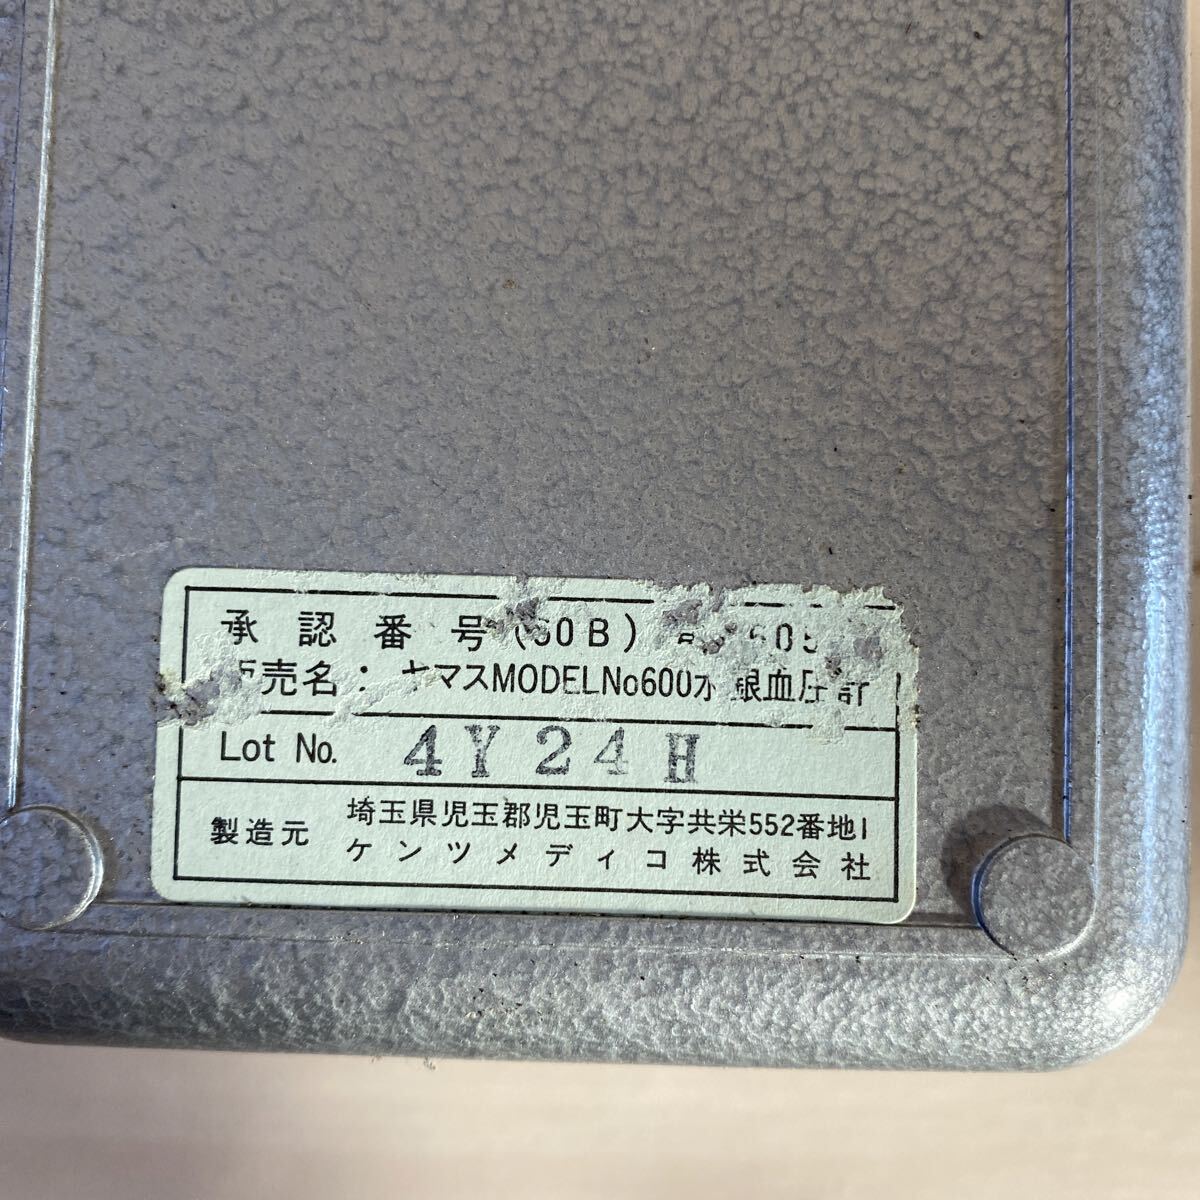 承認番号
売名：ヤマスMODELNo600水銀血圧計
Lot No. 4Y24H
製造元 埼玉県児玉郡児玉町大字共栄552番地1
ケンツメディコ株式会社